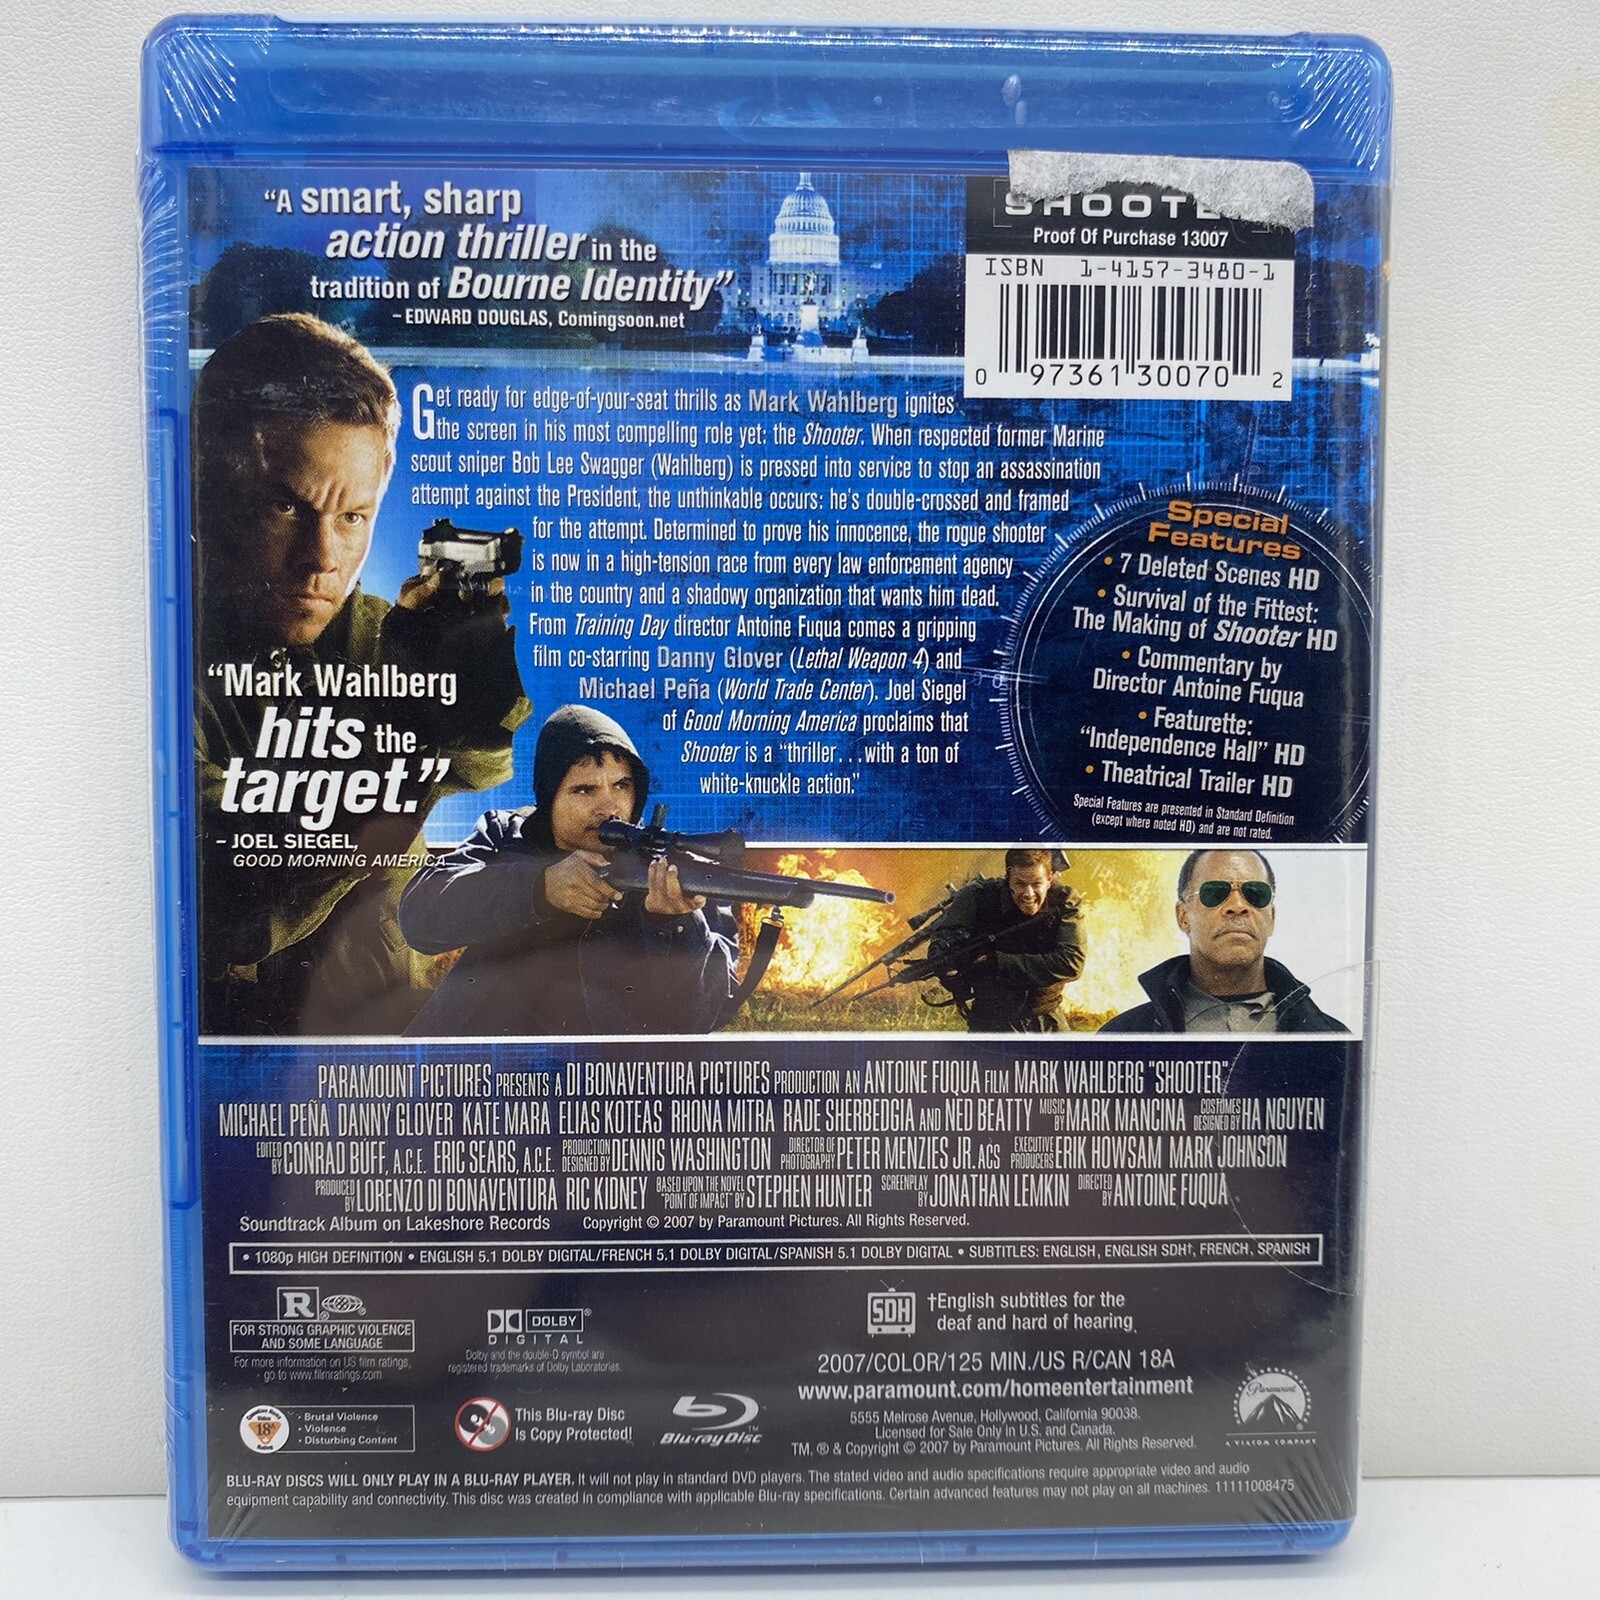 “A smart, sharp
action thriller in the
tradition of Bourne Identity”
– EDWARD DOUGLAS, Comingsoon.net
Proof Of Purchase 13007
ISBN 1-4157-3480-1
0 97361 30070 2
Get ready for edge-of-your-seat thrills as Mark Wahlberg ignites
the screen in his most compelling role yet: the Shooter. When respected former Marine
scout sniper Bob Lee Swagger (Wahlberg) is pressed into service to stop an assassination
attempt against the President, the unthinkable occurs: he's double-crossed and framed
for the attempt. Determined to prove his innocence, the rogue shooter
is now in a high-tension race from every law enforcement agency
in the country and a shadowy organization that wants him dead.
From Training Day director Antoine Fuqua comes a gripping
film co-starring Danny Glover (Lethal Weapon 4) and
Michael Peña (World Trade Center). Joel Siegel
of Good Morning America proclaims that
Shooter is a “thriller...with a ton of
white-knuckle action.”
“Mark Wahlberg
hits the
target.”
– JOEL SIEGEL,
GOOD MORNING AMERICA
Special
Features
• 7 Deleted Scenes HD
• Survival of the Fittest:
The Making of Shooter HD
• Commentary by
Director Antoine Fuqua
• Featurette:
“Independence Hall” HD
• Theatrical Trailer HD
Special Features are presented in Standard Definition
(except where noted HD) and are not rated.
PARAMOUNT PICTURES PRESENTS A DI BONAVENTURA PICTURES PRODUCTION AN ANTOINE FUQUA FILM MARK WAHLBERG "SHOOTER"
MICHAEL PEÑA DANNY GLOVER KATE MARA ELIAS KOTEAS RHONA MITRA RADE SHERBEDGIA AND NED BEATTY MUSIC BY MARK MANCINA COSTUMES DESIGNED BY HA NGUYEN
EDITED BY CONRAD BUFF, A.C.E. ERIC SEARS, A.C.E. PRODUCTION DESIGNED BY DENNIS WASHINGTON DIRECTOR OF PHOTOGRAPHY PETER MENZIES JR. ACS EXECUTIVE PRODUCERS ERIK HOWSAM MARK JOHNSON
PRODUCED BY LORENZO DI BONAVENTURA RIC KIDNEY BASED UPON THE NOVEL "POINT OF IMPACT" BY STEPHEN HUNTER SCREENPLAY BY JONATHAN LEMKIN DIRECTED BY ANTOINE FUQUA
Soundtrack Album on Lakeshore Records Copyright © 2007 by Paramount Pictures. All Rights Reserved.
• 1080p HIGH DEFINITION • ENGLISH 5.1 DOLBY DIGITAL/FRENCH 5.1 DOLBY DIGITAL/SPANISH 5.1 DOLBY DIGITAL • SUBTITLES: ENGLISH, ENGLISH SDH†, FRENCH, SPANISH
R ®
FOR STRONG GRAPHIC VIOLENCE
AND SOME LANGUAGE
For more information on US film ratings,
go to www.filmratings.com
DOLBY ®
DIGITAL
Dolby and the double-D symbol are
registered trademarks of Dolby Laboratories.
SDH
†English subtitles for the
deaf and hard of hearing.
2007/COLOR/125 MIN./US R/CAN 18A
www.paramount.com/homeentertainment
5555 Melrose Avenue, Hollywood, California 90038.
Licensed for Sale Only in U.S. and Canada.
TM, ® & Copyright © 2007 by Paramount Pictures. All Rights Reserved.
Paramount
A VIACOM COMPANY
18A
• Brutal Violence
• Violence
• Disturbing Content
This Blu-ray Disc
Is Copy Protected!
Blu-ray Disc ™
BLU-RAY DISCS WILL ONLY PLAY IN A BLU-RAY PLAYER. It will not play in standard DVD players. The stated video and audio specifications require appropriate video and audio
equipment capability and connectivity. This disc was created in compliance with applicable Blu-ray specifications. Certain advanced features may not play on all machines. 11111008475